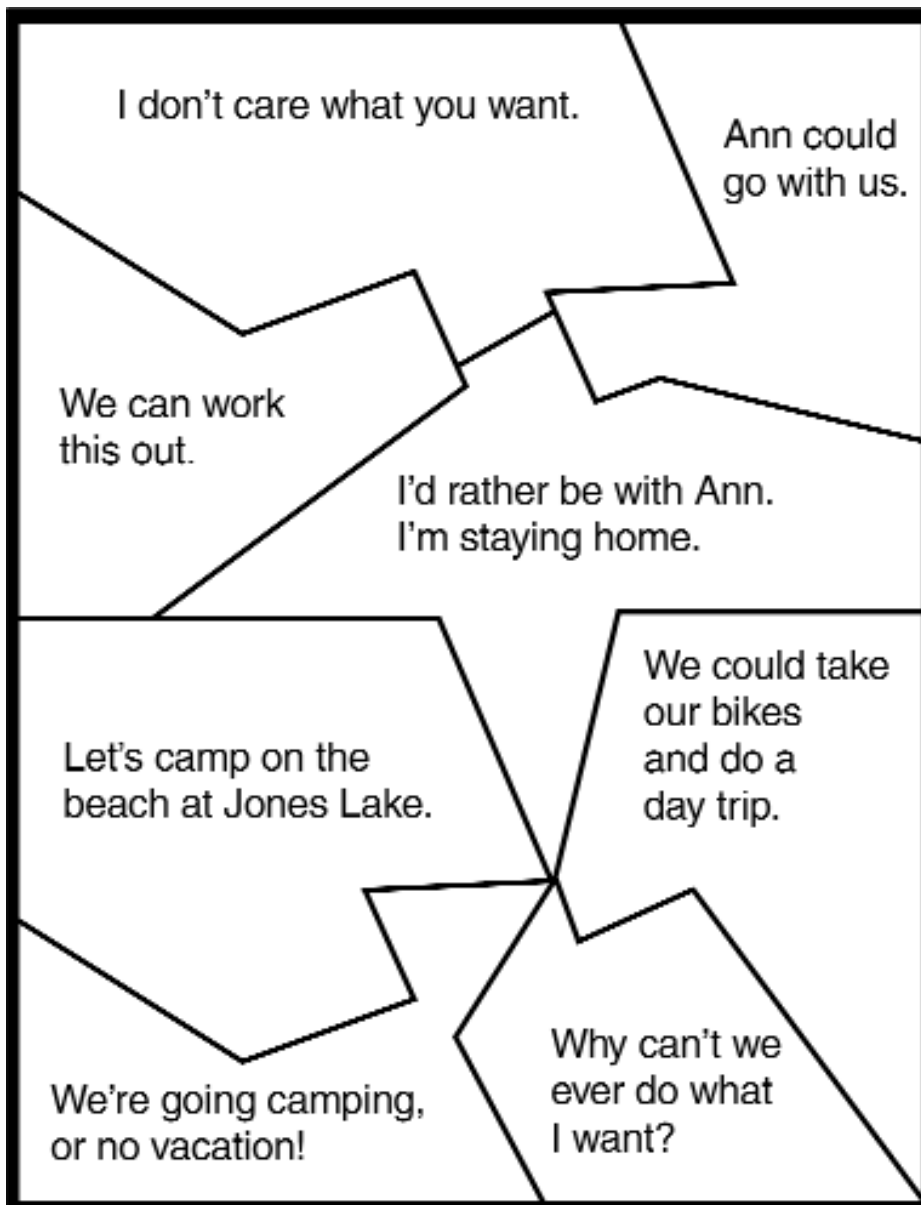 I don’t care what you want.
Ann could
go with us.
We can work
this out.
I’d rather be with Ann.
I’m staying home.
We could take
our bikes
and do a
day trip.
Let’s camp on the
beach at Jones Lake.
Why can’t we
ever do what
I want?
We’re going camping,
or no vacation!